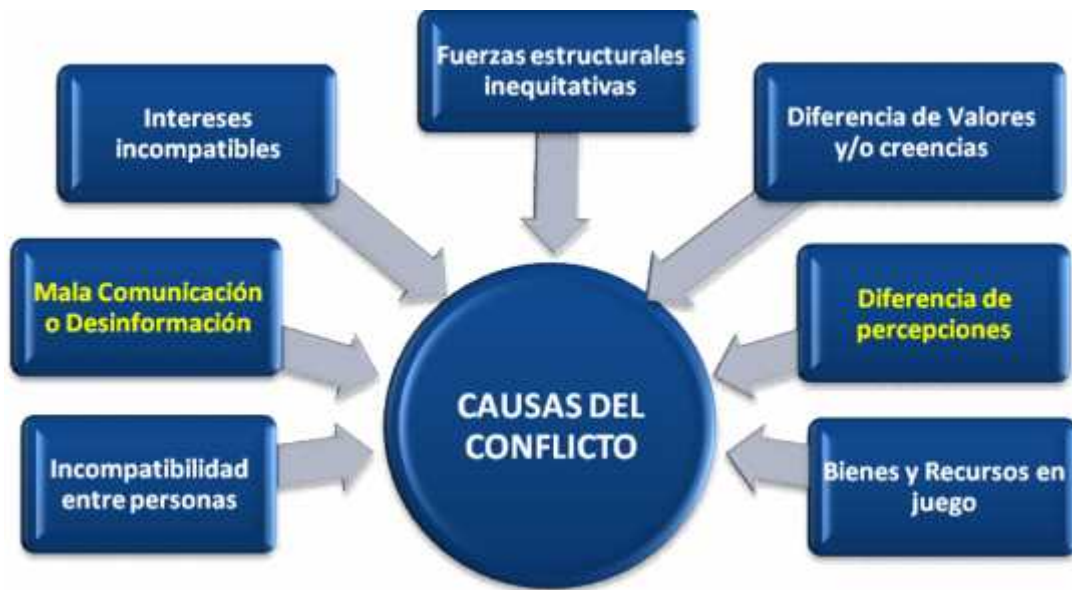 Fuerzas estructurales
inequitativas
Intereses
incompatibles
Diferencia de Valores
y/o creencias
Mala Comunicación
o Desinformación
Diferencia de
percepciones
CAUSAS DEL
CONFLICTO
Incompatibilidad
entre personas
Bienes y Recursos en
juego